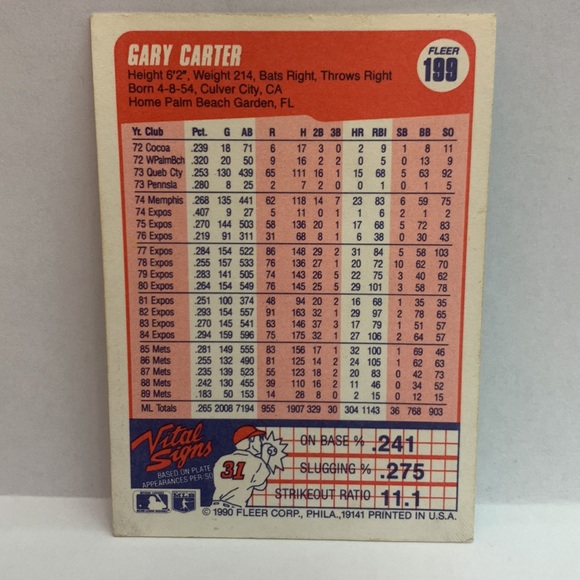 GARY CARTER
FLEER
199
Height 6'2", Weight 214, Bats Right, Throws Right
Born 4-8-54, Culver City, CA
Home Palm Beach Garden, FL
Yr. Club Pct. G AB R H 2B 3B HR RBI SB BB SO
72 Cocoa .239 18 71 6 17 3 0 2 9 1 8 11
72 WPalmBch .320 20 50 9 16 2 2 0 5 0 13 9
73 Queb Cty .253 130 439 65 111 16 1 15 68 5 63 92
73 Pennsla .280 8 25 2 7 3 0 0 1 0 1 5
74 Memphis .268 135 441 62 118 14 7 23 83 6 59 75
74 Expos .407 9 27 5 11 0 1 1 6 2 1 2
75 Expos .270 144 503 58 136 20 1 17 68 5 72 83
76 Expos .219 91 311 31 68 8 1 6 38 0 30 43
77 Expos .284 154 522 86 148 29 2 31 84 5 58 103
78 Expos .255 157 533 76 136 27 1 20 72 10 62 70
79 Expos .283 141 505 74 143 26 5 22 75 3 40 62
80 Expos .264 154 549 76 145 25 5 29 101 3 58 78
81 Expos .251 100 374 48 94 20 2 16 68 1 35 35
82 Expos .293 154 557 91 163 32 1 29 97 2 78 65
83 Expos .270 145 541 63 146 37 3 17 79 1 51 57
84 Expos .294 159 596 75 175 32 1 27 106 2 64 57
85 Mets .281 149 555 83 156 17 1 32 100 1 69 46
86 Mets .255 132 490 81 125 14 2 24 105 1 62 63
87 Mets .235 139 523 55 123 18 2 20 83 0 42 73
88 Mets .242 130 455 39 110 16 2 11 46 0 34 52
89 Mets .183 50 153 14 28 8 0 2 15 0 12 15
ML Totals .265 2008 7194 955 1907 329 30 304 1143 36 768 903
Vital
Signs
BASED ON PLATE
APPEARANCES PER SO
31
ON BASE % .241
SLUGGING % .275
STRIKEOUT RATIO 11.1
© 1990 FLEER CORP., PHILA., 19141 PRINTED IN U.S.A.